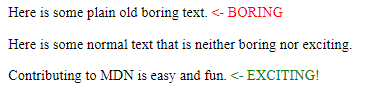 Here is some plain old boring text. <- BORING
Here is some normal text that is neither boring nor exciting.
Contributing to MDN is easy and fun. <- EXCITING!